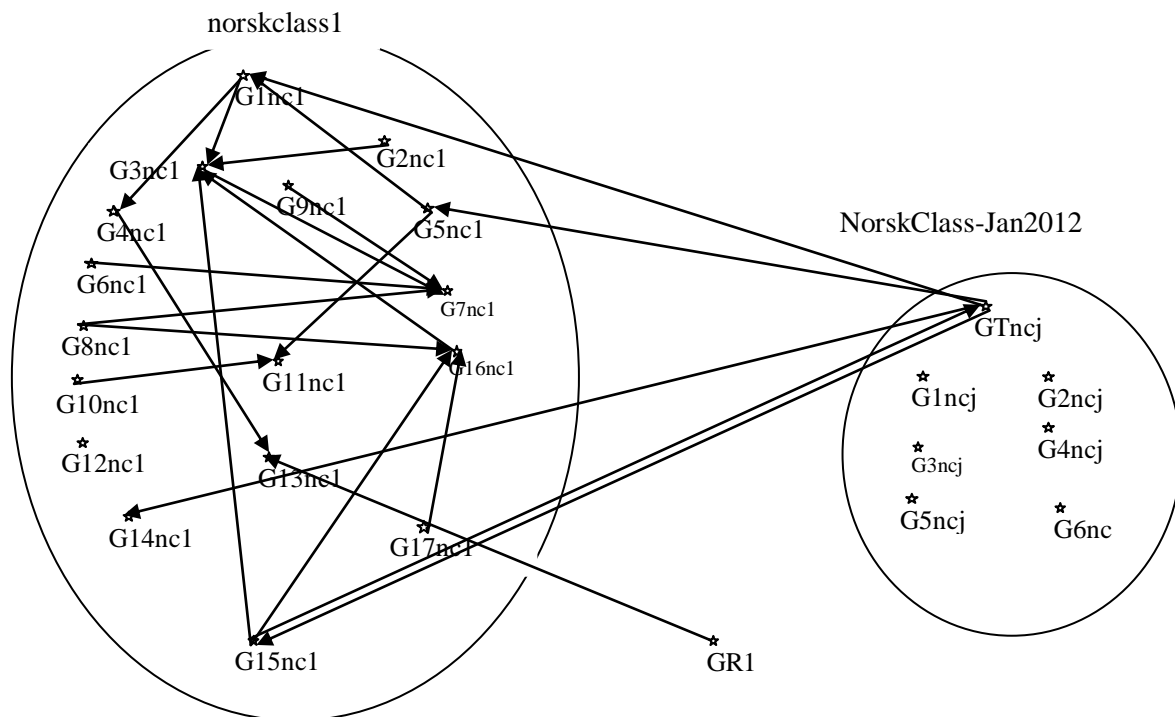 norskclass1
G1nc1
G2nc1
G3nc1
G9nc1
G4nc1
G5nc1
NorskClass-Jan2012
G6nc1
G7nc1
GTncj
G8nc1
G16nc1
G11nc1
G10nc1
G1ncj
G2ncj
G4ncj
G12nc1
G13nc1
G3ncj
G14nc1
G17nc1
G5ncj
G6nc
G15nc1
GR1